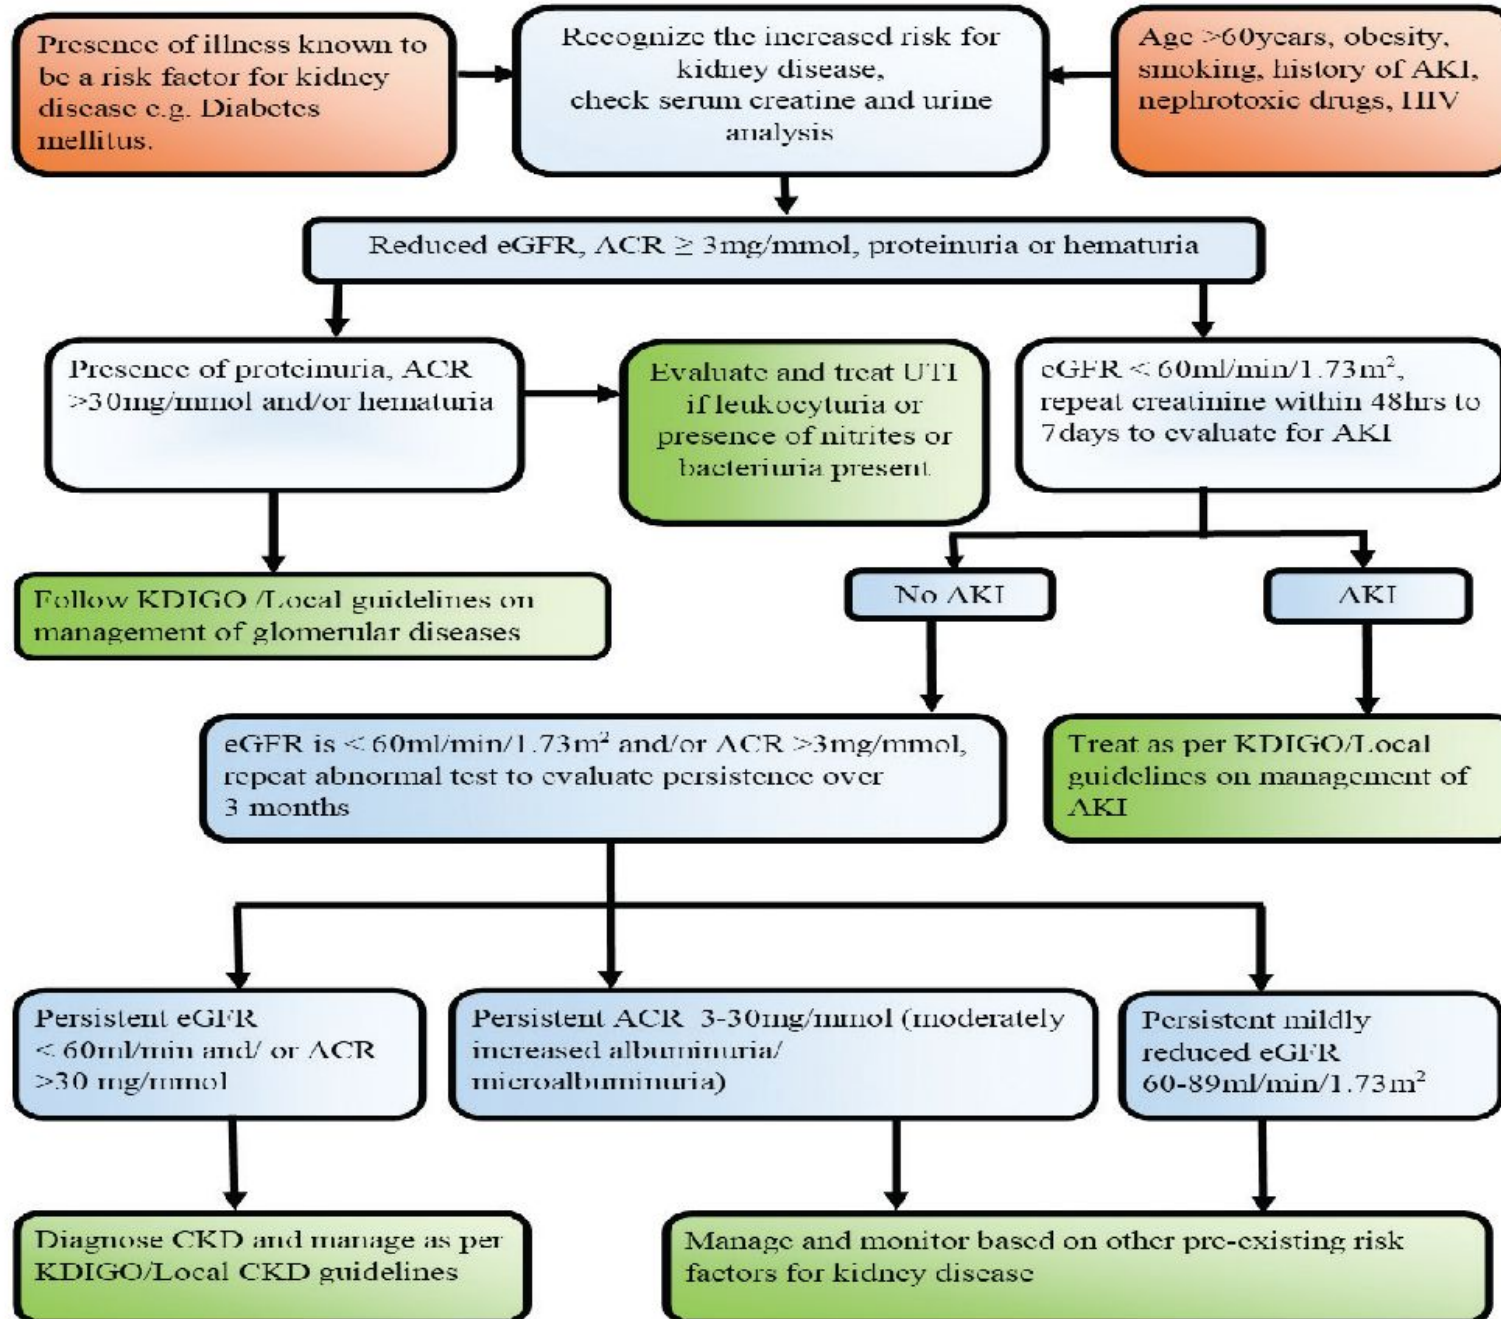 Presence of illness known to
be a risk factor for kidney
disease e.g. Diabetes
mellitus.
Recognize the increased risk for
kidney disease,
check serum creatine and urine
analysis
Age >60years, obesity,
smoking, history of AKI,
nephrotoxic drugs, HIV
Reduced eGFR, ACR ≥ 3mg/mmol, proteinuria or hematuria
Presence of proteinuria, ACR
>30mg/mmol and/or hematuria
Evaluate and treat UTI
if leukocyturia or
presence of nitrites or
bacteriuria present
eGFR < 60ml/min/1.73m²,
repeat creatinine within 48hrs to
7days to evaluate for AKI
Follow KDIGO /Local guidelines on
management of glomerular diseases
No AKI
AKI
eGFR is < 60ml/min/1.73m² and/or ACR >3mg/mmol,
repeat abnormal test to evaluate persistence over
3 months
Treat as per KDIGO/Local
guidelines on management of
AKI
Persistent eGFR
< 60ml/min and/ or ACR
>30 mg/mmol
Persistent ACR 3-30mg/mmol (moderately
increased albuminuria/
microalbuminuria)
Persistent mildly
reduced eGFR
60-89ml/min/1.73m²
Diagnose CKD and manage as per
KDIGO/Local CKD guidelines
Manage and monitor based on other pre-existing risk
factors for kidney disease